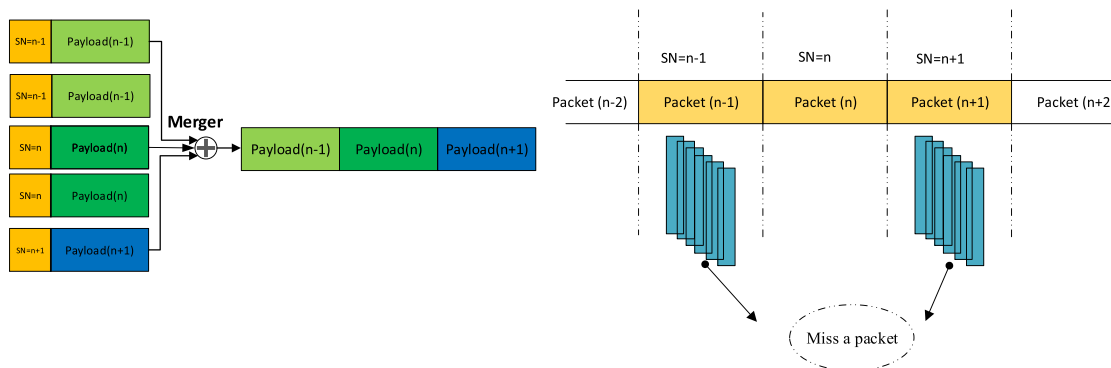 SN=n-1 Payload(n-1)
SN=n-1 Payload(n-1)
SN=n Payload(n)
SN=n Payload(n)
SN=n+1 Payload(n+1)
Merger
Payload(n-1) Payload(n) Payload(n+1)
SN=n-1 SN=n SN=n+1
Packet (n-2) Packet (n-1) Packet (n) Packet (n+1) Packet (n+2
Miss a packet